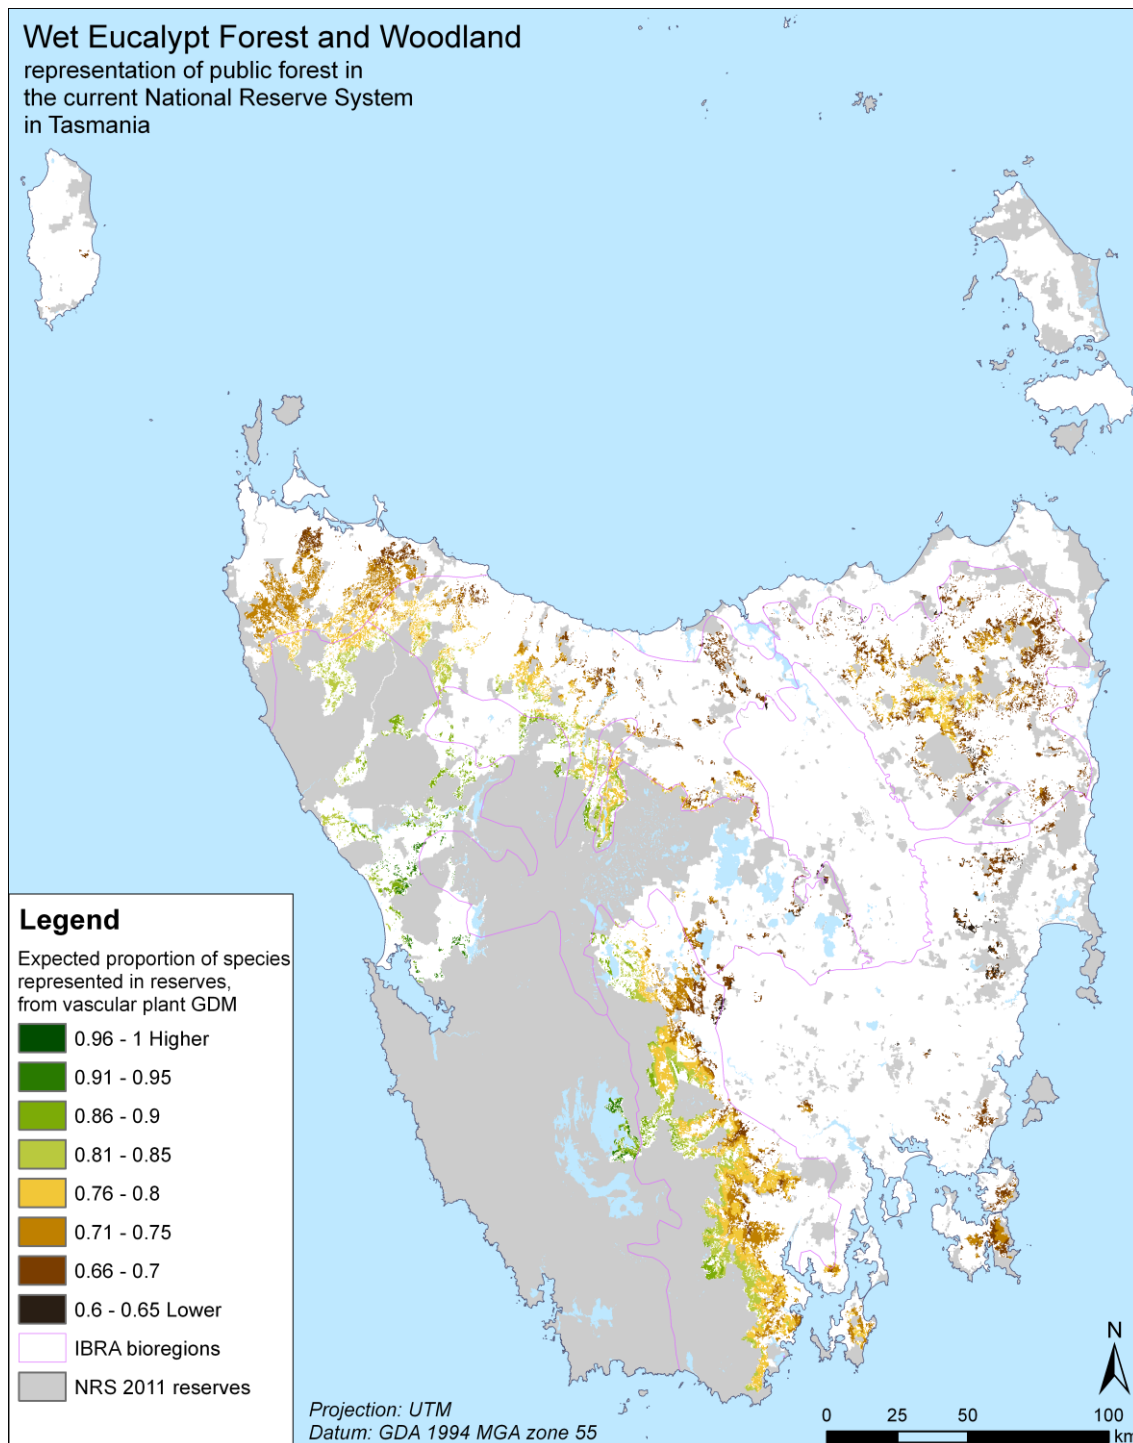 Wet Eucalypt Forest and Woodland
representation of public forest in
the current National Reserve System
in Tasmania
Legend
Expected proportion of species
represented in reserves,
from vascular plant GDM
0.96 - 1 Higher
0.91 - 0.95
0.86 - 0.9
0.81 - 0.85
0.76 - 0.8
0.71 - 0.75
0.66 - 0.7
0.6 - 0.65 Lower
IBRA bioregions
NRS 2011 reserves
Projection: UTM
Datum: GDA 1994 MGA zone 55
N
0 25 50 100
km